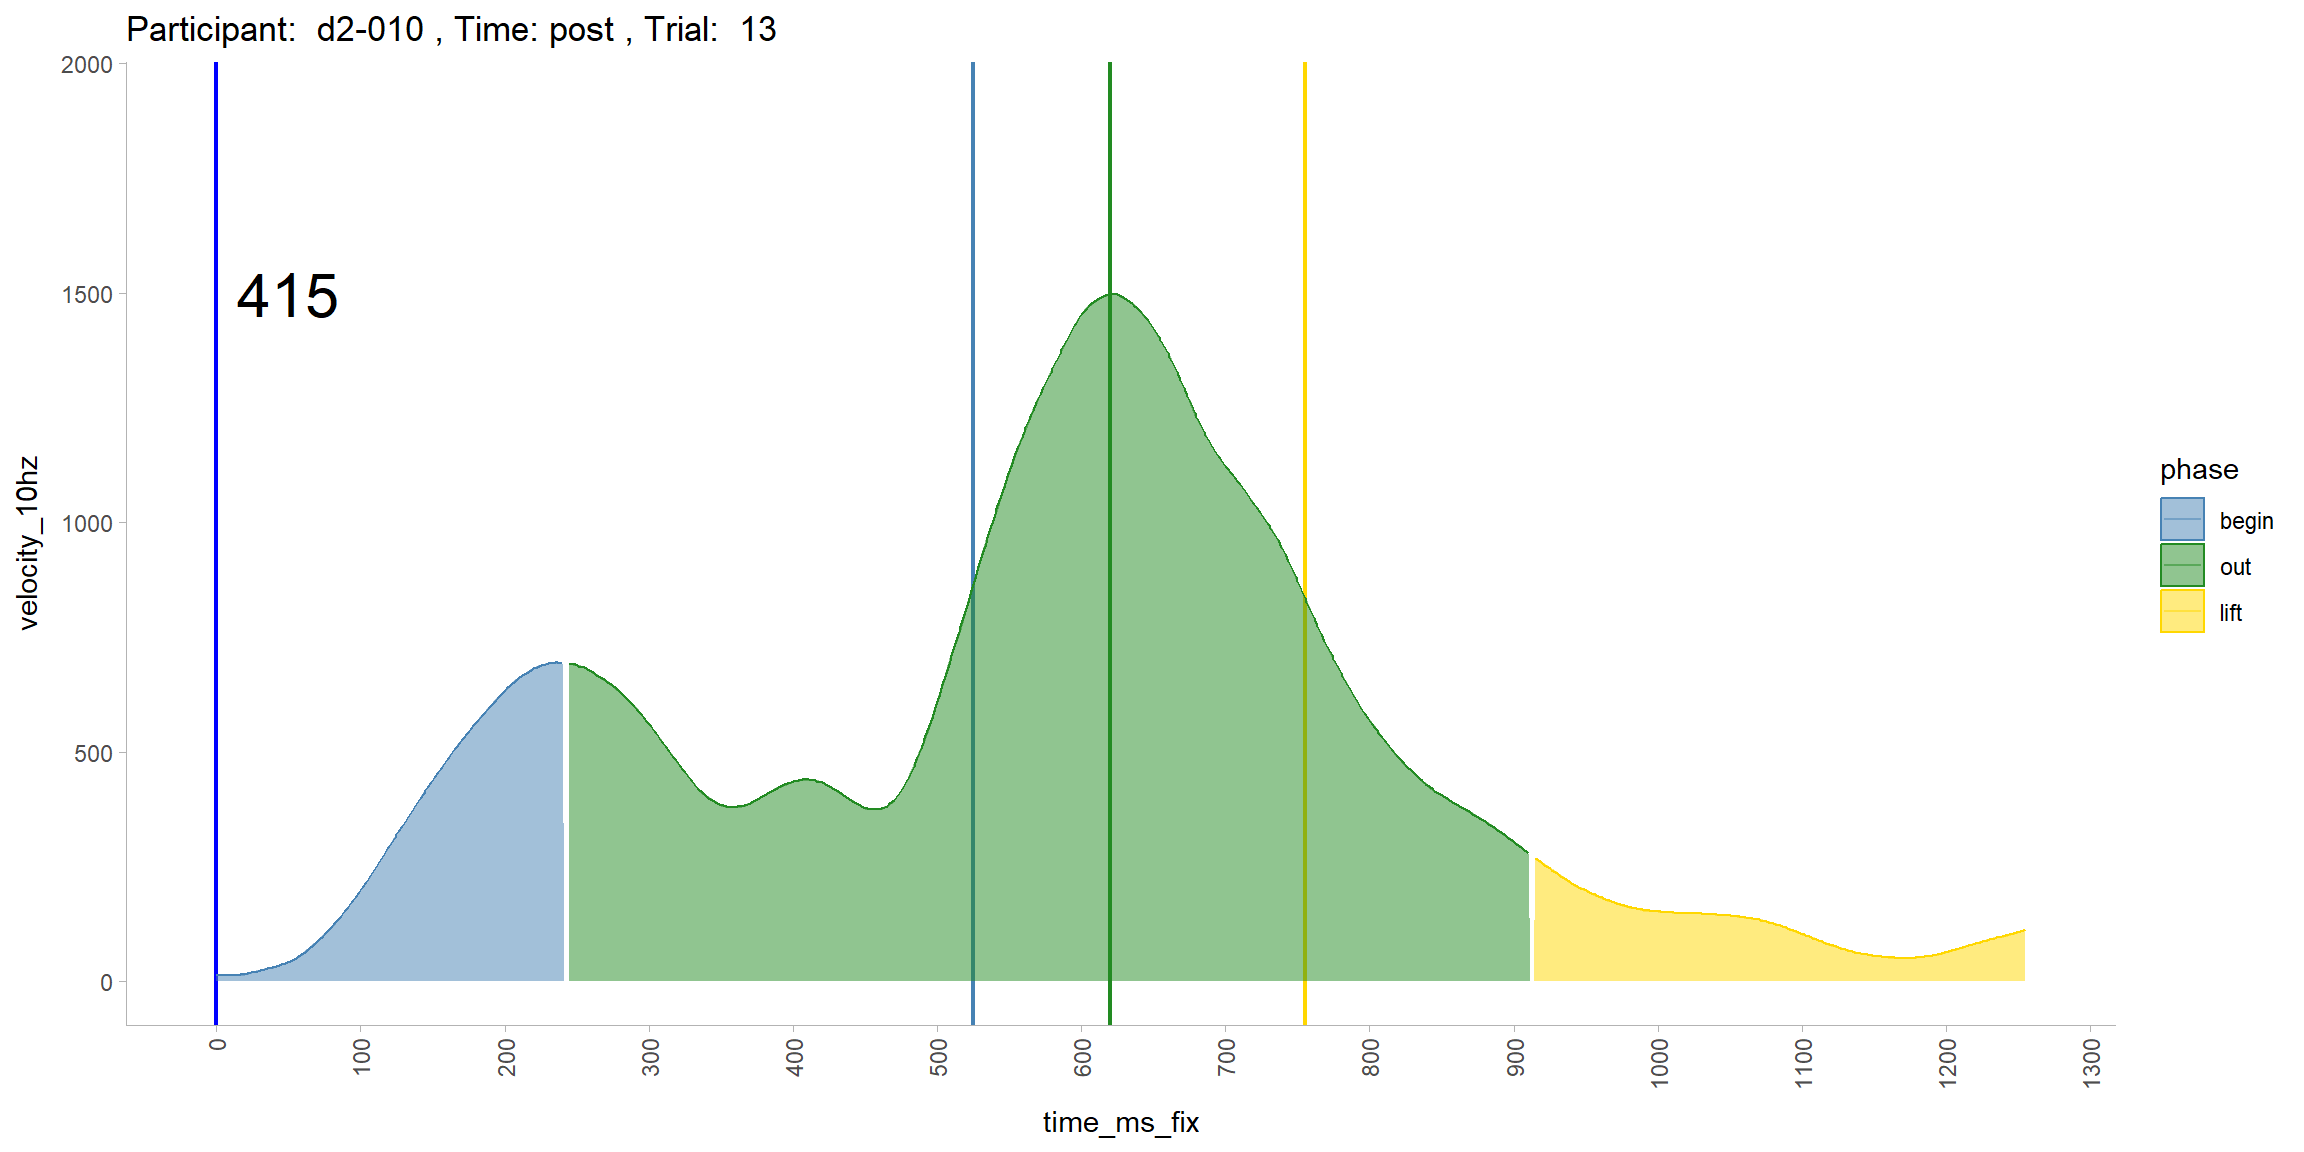 Participant:  d2-010 , Time: post , Trial:  13
2000
1500
1000
500
0
velocity_10hz
415
0 100 200 300 400 500 600 700 800 900 1000 1100 1200 1300
time_ms_fix
phase
begin
out
lift